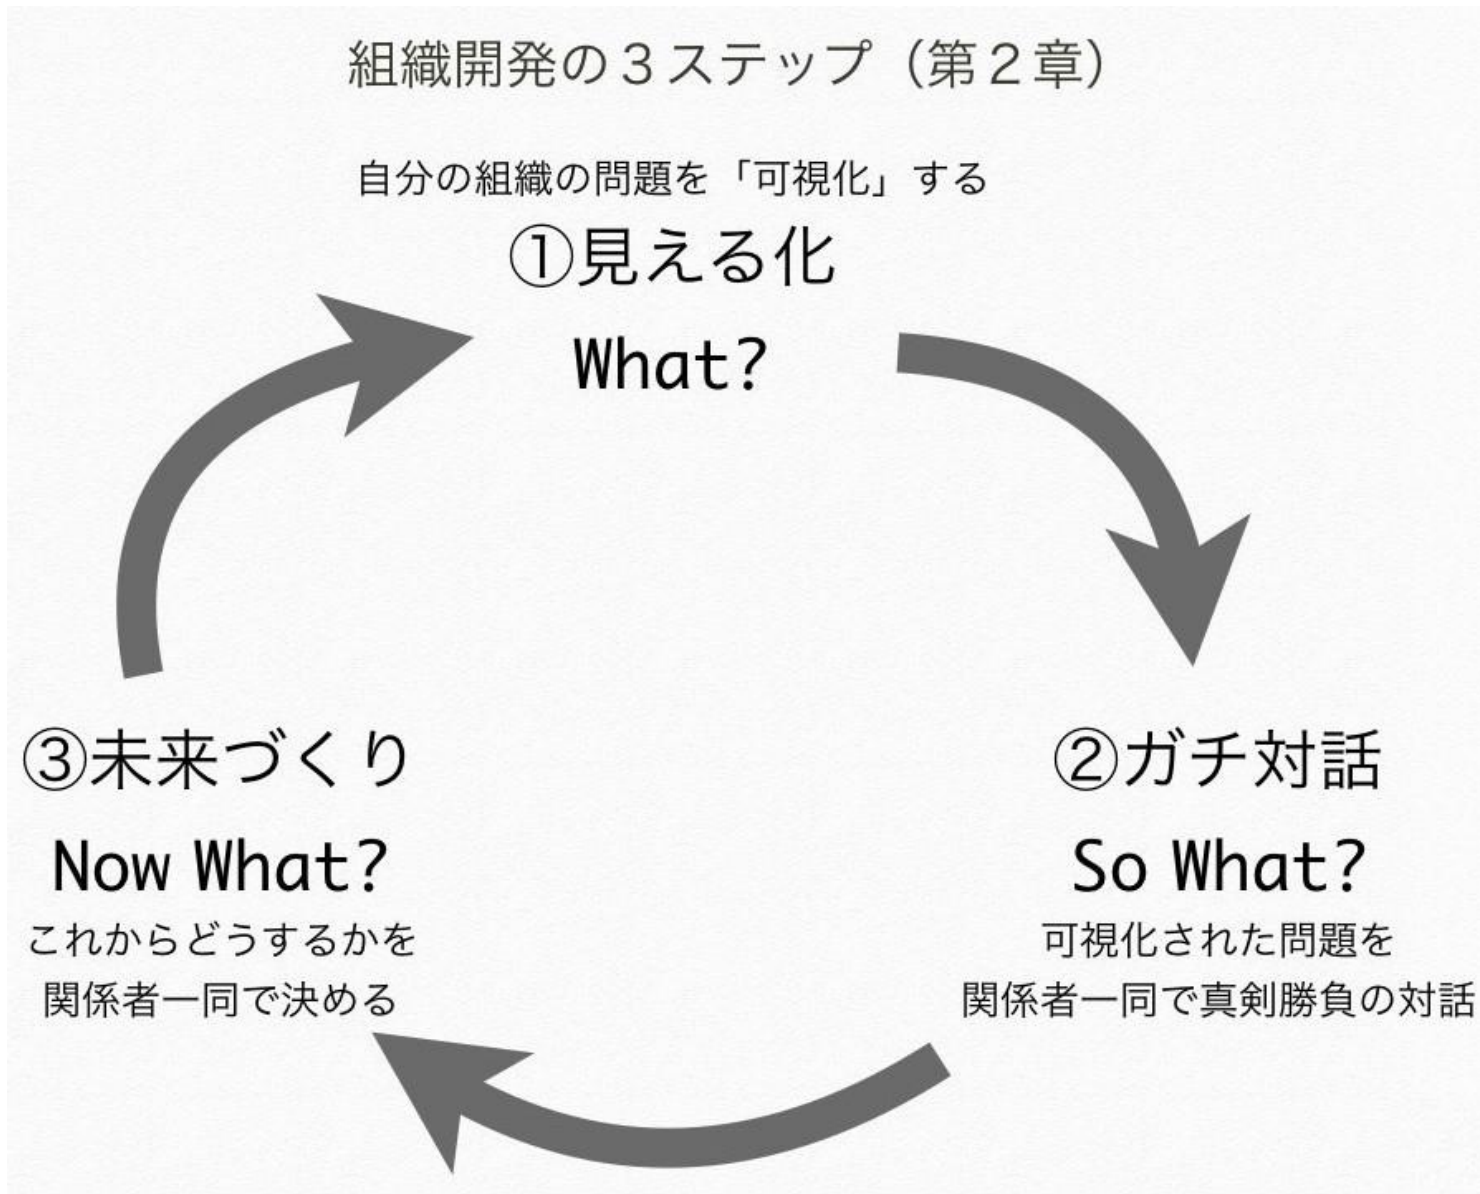 組織開発の３ステップ（第２章）
自分の組織の問題を「可視化」する
①見える化
What?
②ガチ対話
So What?
可視化された問題を
関係者一同で真剣勝負の対話
③未来づくり
Now What?
これからどうするかを
関係者一同で決める